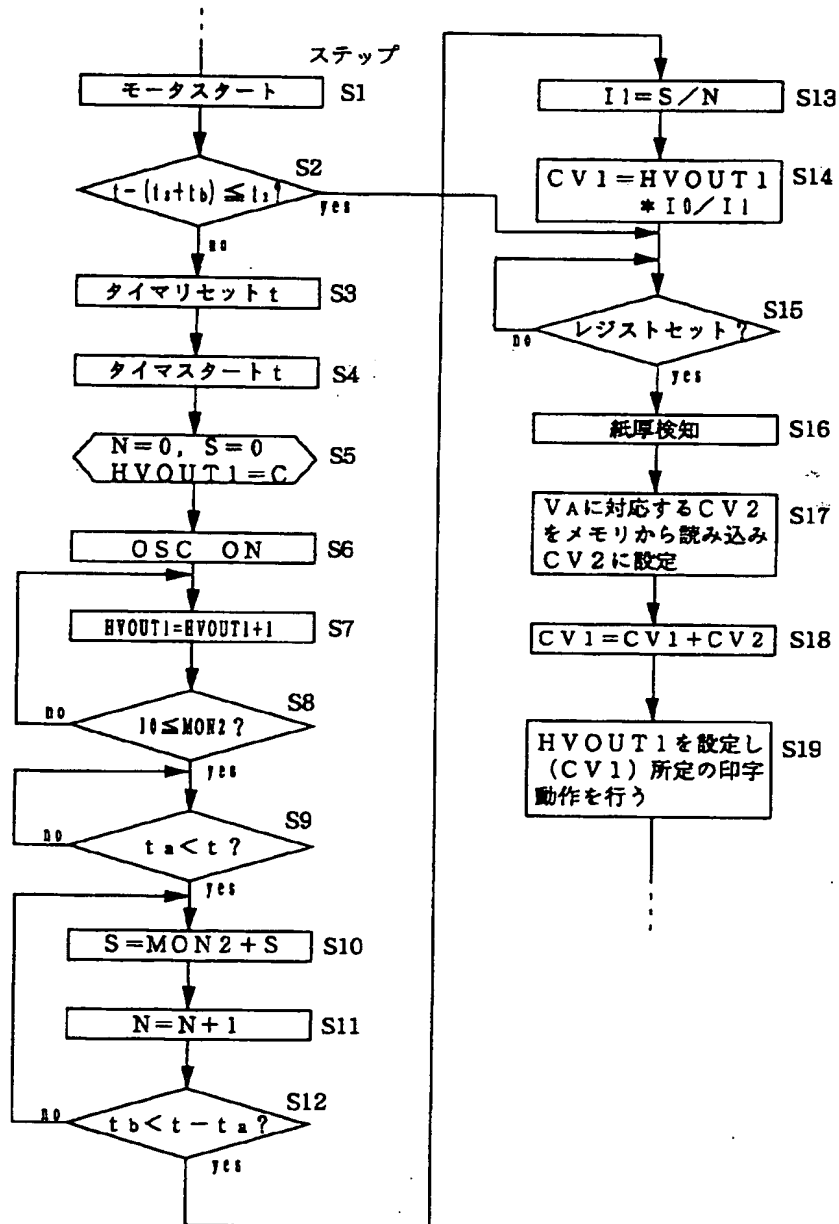 ステップ
モータスタート S1
S2
t－(ta+tb)≦tz?
yes
no
タイマリセットt S3
タイマスタートt S4
N=0, S=0
HVOUT1=C
S5
OSC ON S6
HVOUT1=HVOUT1+1 S7
S8
no
I0≦MON2?
yes
S9
no
ta<t?
yes
S=MON2+S S10
N=N+1 S11
S12
no
tb<t－ta?
yes
I1=S／N S13
CV1=HVOUT1
*I0／I1
S14
S15
no
レジストセット?
yes
紙厚検知 S16
VAに対応するCV2
をメモリから読み込み
CV2に設定
S17
CV1=CV1+CV2 S18
HVOUT1を設定し
(CV1)所定の印字
動作を行う
S19